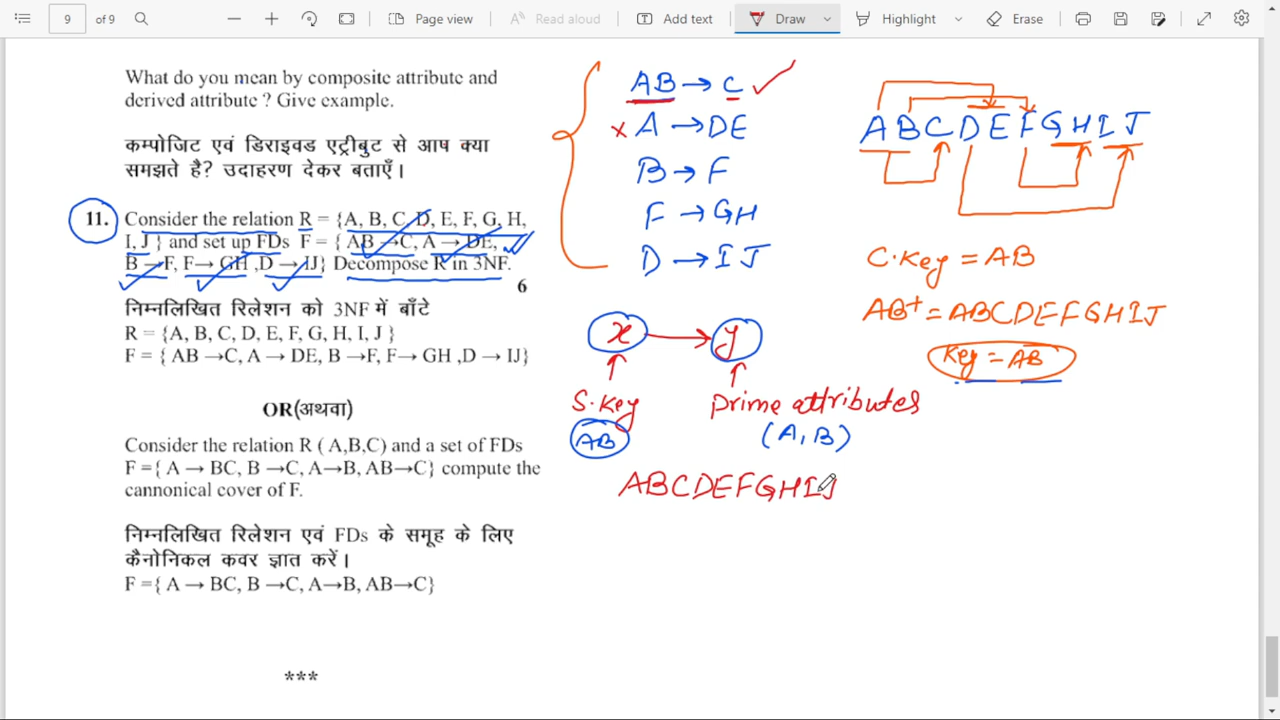 9 of 9 Page view Read aloud Add text Draw Highlight Erase
What do you mean by composite attribute and
derived attribute ? Give example.
कम्पोजिट एवं डिराइवड एट्रीबुट से आप क्या
समझते है? उदाहरण देकर बताएँ।
11. Consider the relation R = {A, B, C, D, E, F, G, H,
I, J } and set up FDs F = { AB → C, A → DE,
B → F, F → GH ,D → IJ} Decompose R in 3NF.
6
निम्नलिखित रिलेशन को 3NF में बाँटे
R = {A, B, C, D, E, F, G, H, I, J }
F = { AB → C, A → DE, B → F, F → GH ,D → IJ}
OR(अथवा)
Consider the relation R ( A,B,C) and a set of FDs
F ={ A → BC, B → C, A→B, AB→C} compute the
cannonical cover of F.
निम्नलिखित रिलेशन एवं FDs के समूह के लिए
कैनोनिकल कवर ज्ञात करें।
F ={ A → BC, B → C, A→B, AB→C}
***
AB → C ✓
x A → DE
B → F
F → GH
D → IJ
x → y
S.Key Prime attributes
AB (A, B)
ABCDEFGHIJ
A B C D E F G H I J
C.Key = AB
AB+ = ABCDEFGHIJ
Key = AB